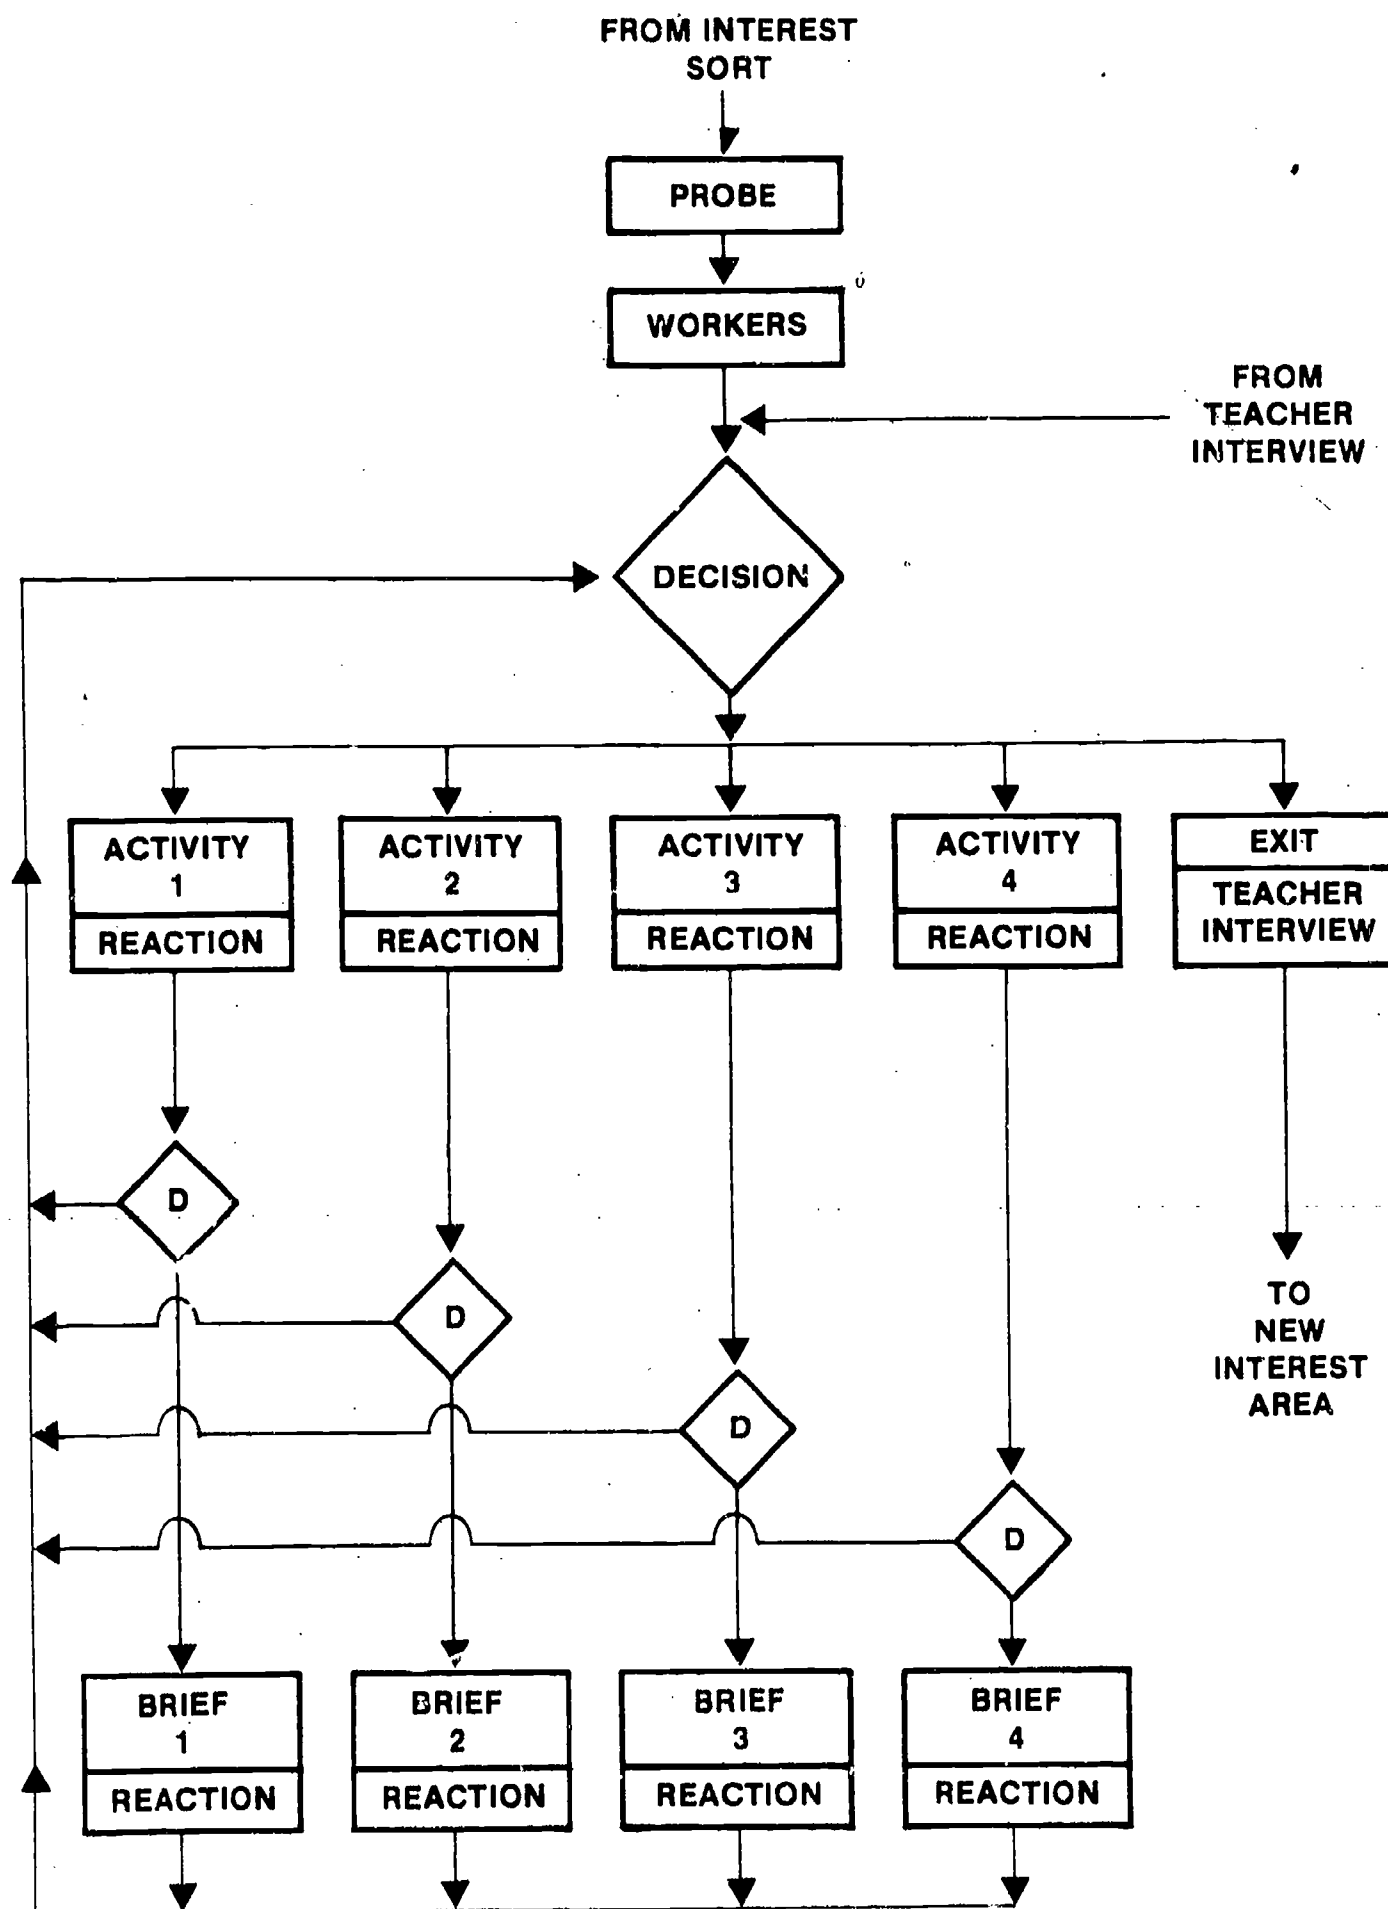 FROM INTEREST
SORT
PROBE
WORKERS
FROM
TEACHER
INTERVIEW
DECISION
ACTIVITY
1
REACTION
ACTIVITY
2
REACTION
ACTIVITY
3
REACTION
ACTIVITY
4
REACTION
EXIT
TEACHER
INTERVIEW
D
D
D
D
TO
NEW
INTEREST
AREA
BRIEF
1
REACTION
BRIEF
2
REACTION
BRIEF
3
REACTION
BRIEF
4
REACTION